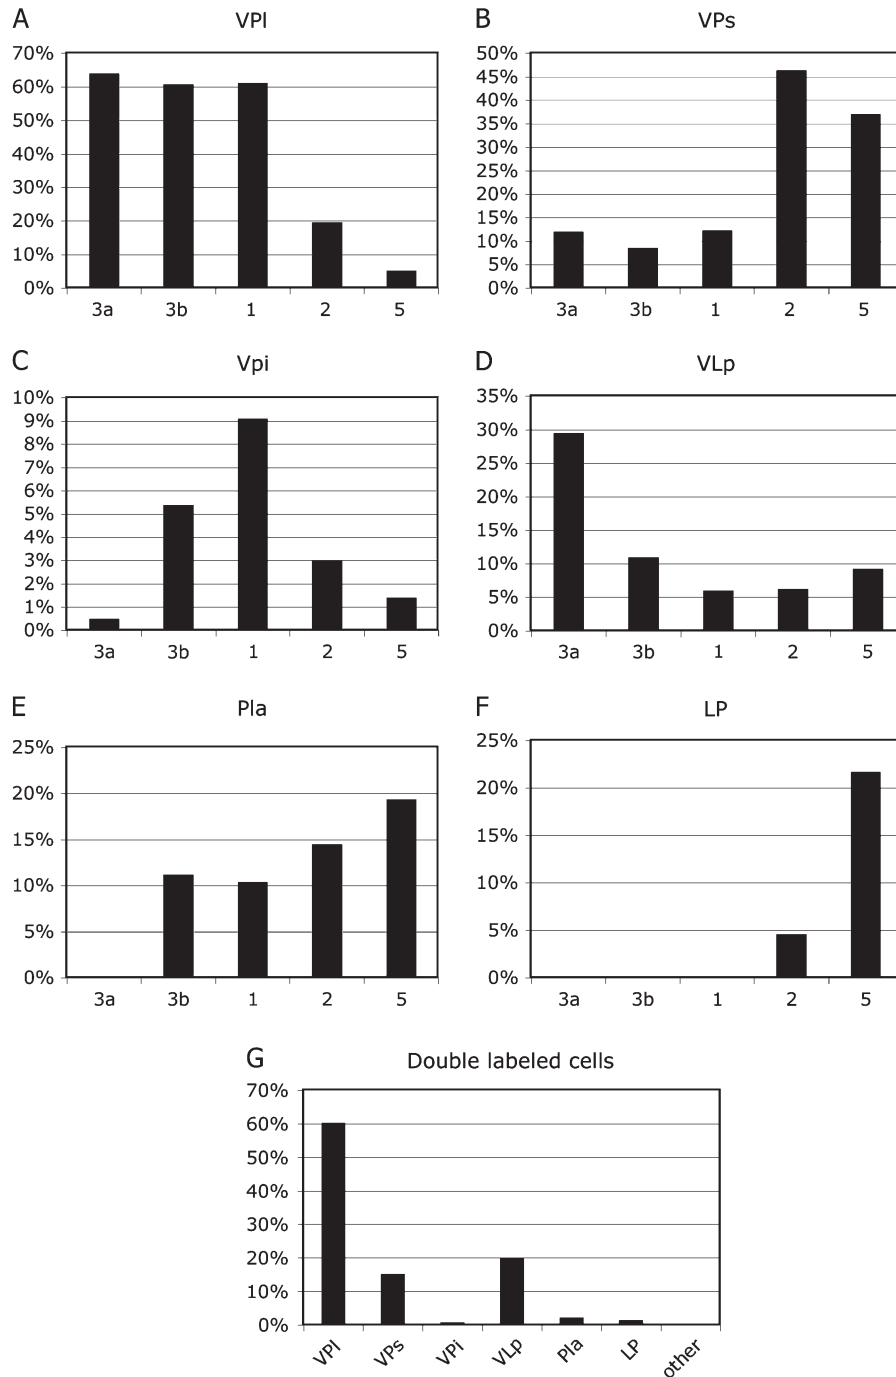 A
VPl
70%
60%
50%
40%
30%
20%
10%
0%
3a 3b 1 2 5
B
VPs
50%
45%
40%
35%
30%
25%
20%
15%
10%
5%
0%
3a 3b 1 2 5
C
Vpi
10%
9%
8%
7%
6%
5%
4%
3%
2%
1%
0%
3a 3b 1 2 5
D
VLp
35%
30%
25%
20%
15%
10%
5%
0%
3a 3b 1 2 5
E
Pla
25%
20%
15%
10%
5%
0%
3a 3b 1 2 5
F
LP
25%
20%
15%
10%
5%
0%
3a 3b 1 2 5
G
Double labeled cells
70%
60%
50%
40%
30%
20%
10%
0%
VPl VPs VPi VLp Pla LP other